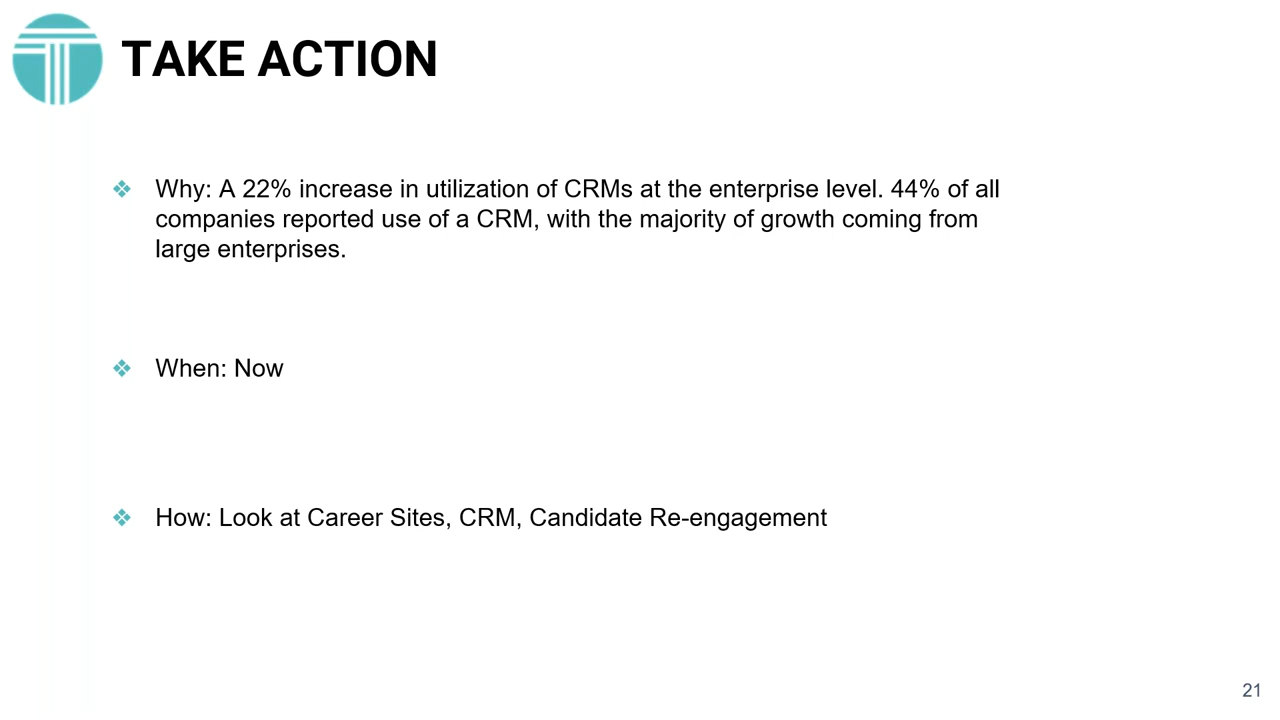 TAKE ACTION
Why: A 22% increase in utilization of CRMs at the enterprise level. 44% of all
companies reported use of a CRM, with the majority of growth coming from
large enterprises.
When: Now
How: Look at Career Sites, CRM, Candidate Re-engagement
21